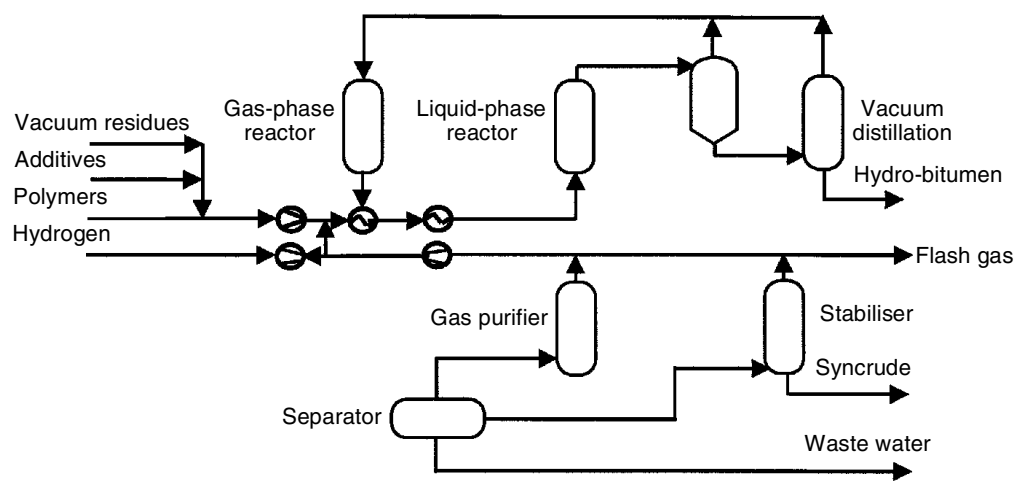 Gas-phase
reactor
Liquid-phase
reactor
Vacuum
distillation
Vacuum residues
Additives
Polymers
Hydrogen
Hydro-bitumen
Flash gas
Gas purifier
Stabiliser
Syncrude
Separator
Waste water